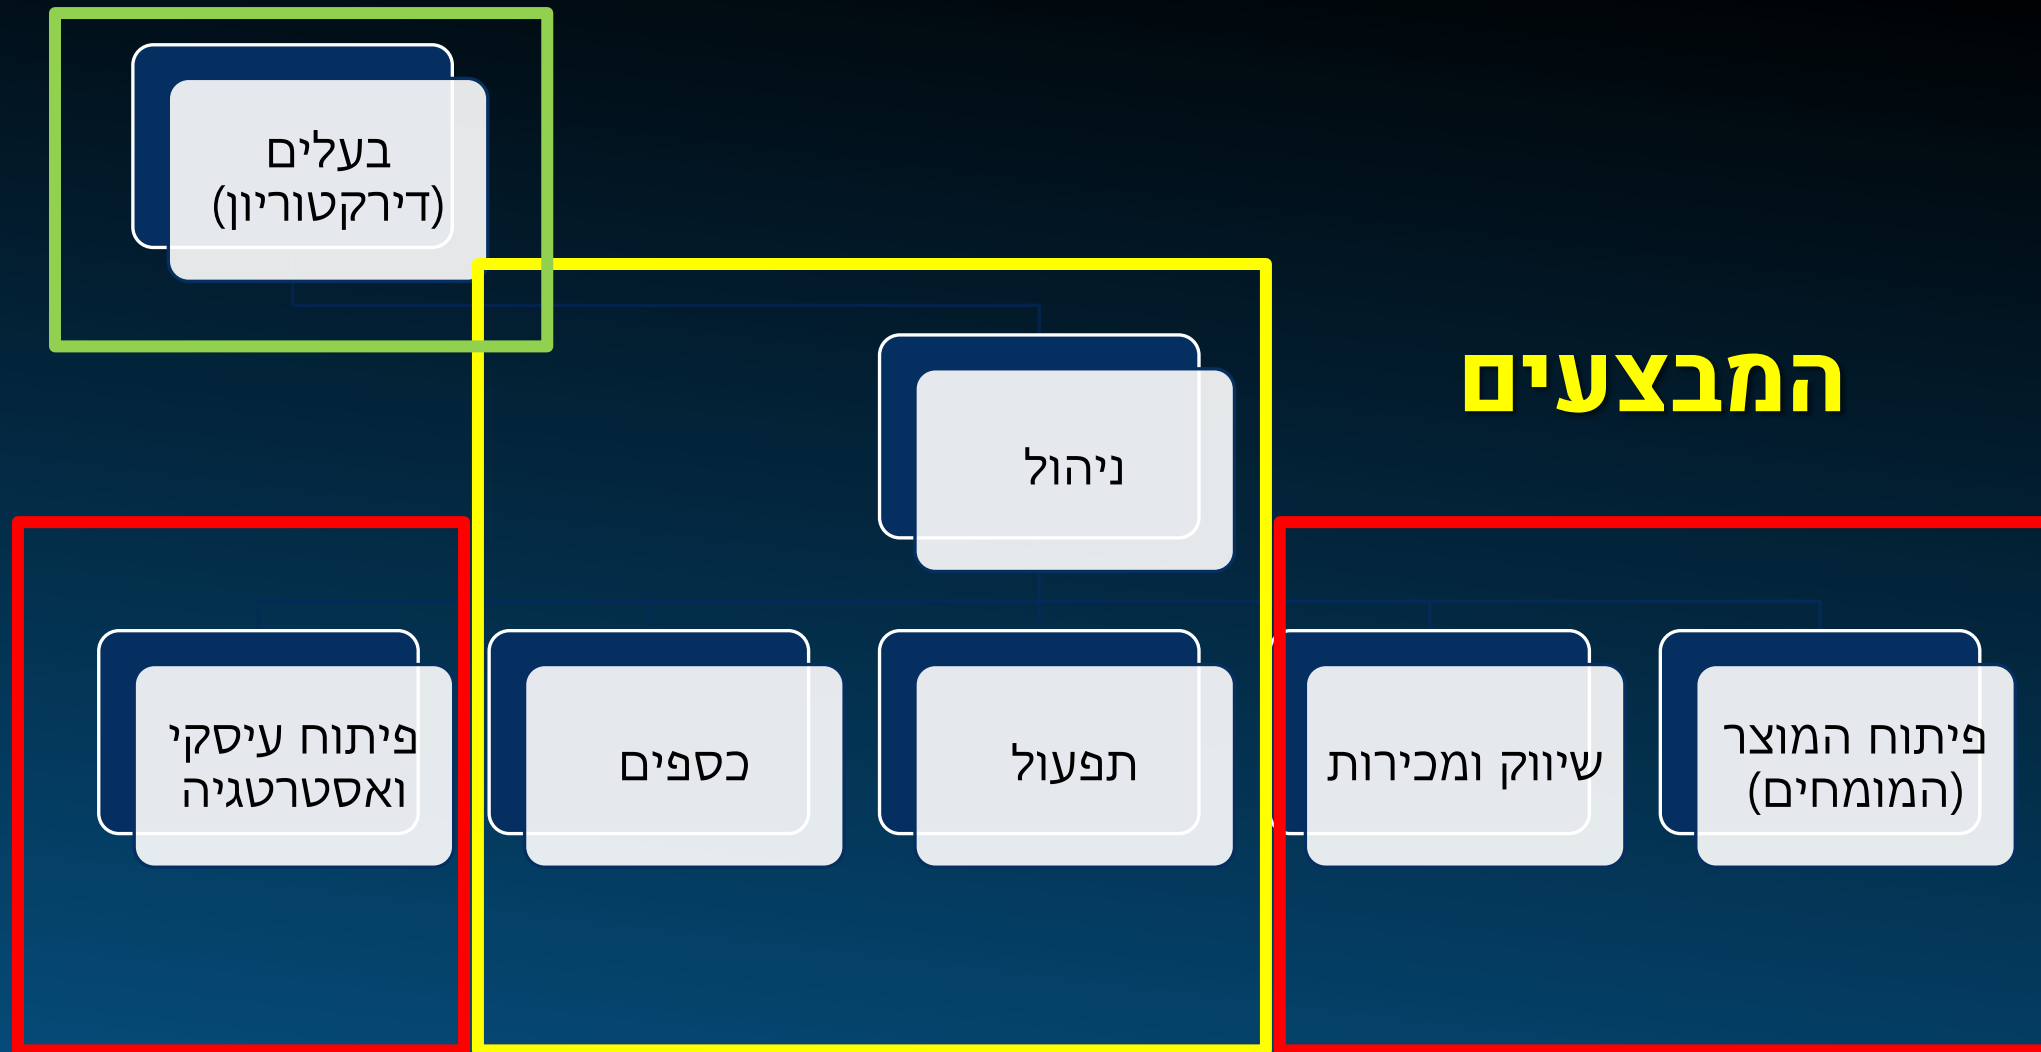 בעלים
(דירקטוריון)
המבצעים
ניהול
פיתוח המוצר
(המומחים)
שיווק ומכירות
תפעול
כספים
פיתוח עיסקי
ואסטרטגיה